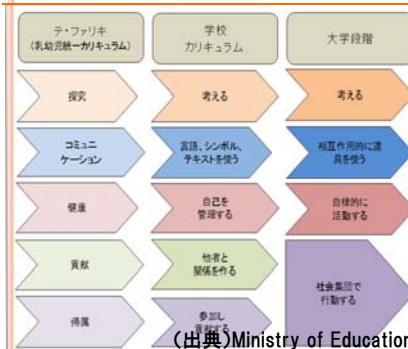 テ・ファリキ
(乳幼児統一カリキュラム)
学校
カリキュラム
大学段階
探究
考える
考える
コミュニ
ケーション
言語、シンボル、
テキストを使う
相互作用的に道
具を使う
健康
自己を
管理する
自律的に
活動する
貢献
他者と
関係を作る
社会集団で
行動する
帰属
参加し
貢献する
(出典)Ministry of Education